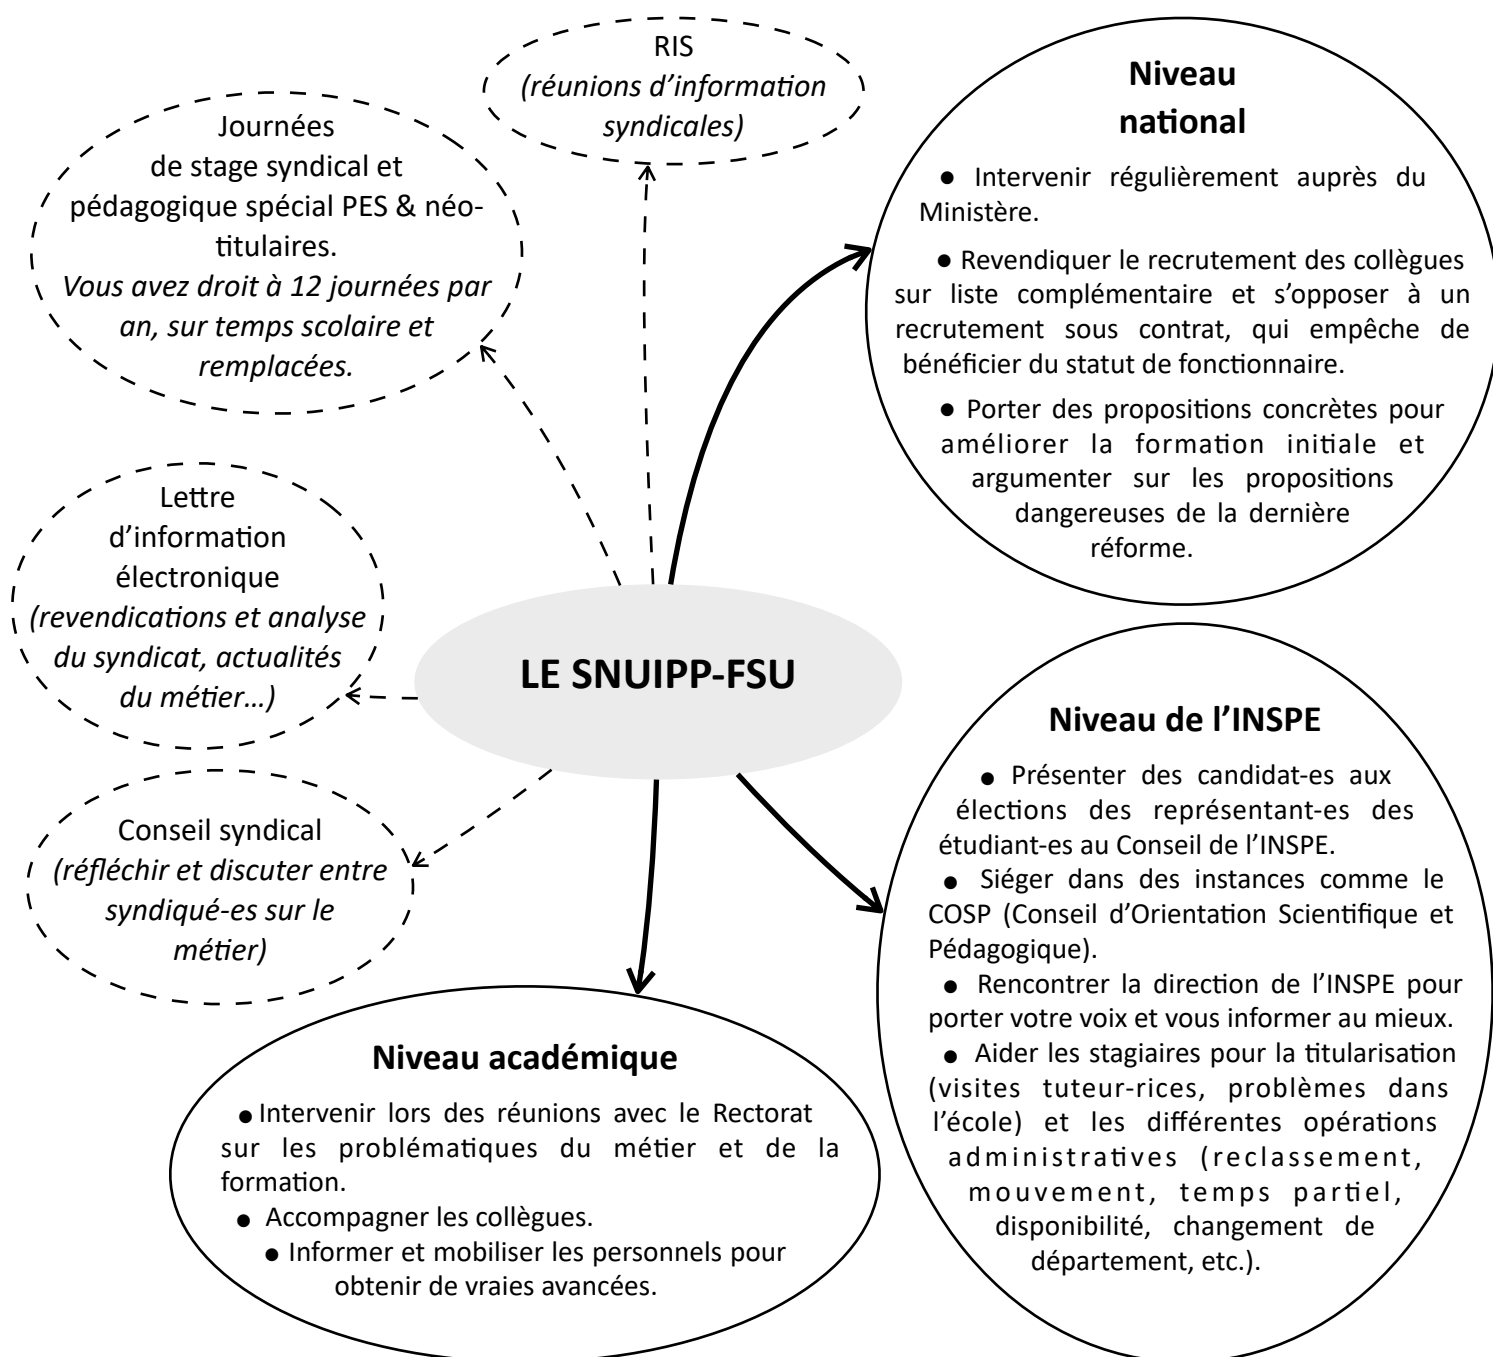 RIS
(réunions d’information
syndicales)
Journées
de stage syndical et
pédagogique spécial PES & néo-
titulaires.
Vous avez droit à 12 journées par
an, sur temps scolaire et
remplacées.
Lettre
d’information
électronique
(revendications et analyse
du syndicat, actualités
du métier…)
Conseil syndical
(réfléchir et discuter entre
syndiqué-es sur le
métier)
LE SNUIPP-FSU
Niveau
national
● Intervenir régulièrement auprès du
Ministère.
● Revendiquer le recrutement des collègues
sur liste complémentaire et s’opposer à un
recrutement sous contrat, qui empêche de
bénéficier du statut de fonctionnaire.
● Porter des propositions concrètes pour
améliorer la formation initiale et
argumenter sur les propositions
dangereuses de la dernière
réforme.
Niveau de l’INSPE
● Présenter des candidat-es aux
élections des représentant-es des
étudiant-es au Conseil de l’INSPE.
● Siéger dans des instances comme le
COSP (Conseil d’Orientation Scientifique et
Pédagogique).
● Rencontrer la direction de l’INSPE pour
porter votre voix et vous informer au mieux.
● Aider les stagiaires pour la titularisation
(visites tuteur-rices, problèmes dans
l’école) et les différentes opérations
administratives (reclassement,
mouvement, temps partiel,
disponibilité, changement de
département, etc.).
Niveau académique
● Intervenir lors des réunions avec le Rectorat
sur les problématiques du métier et de la
formation.
● Accompagner les collègues.
● Informer et mobiliser les personnels pour
obtenir de vraies avancées.